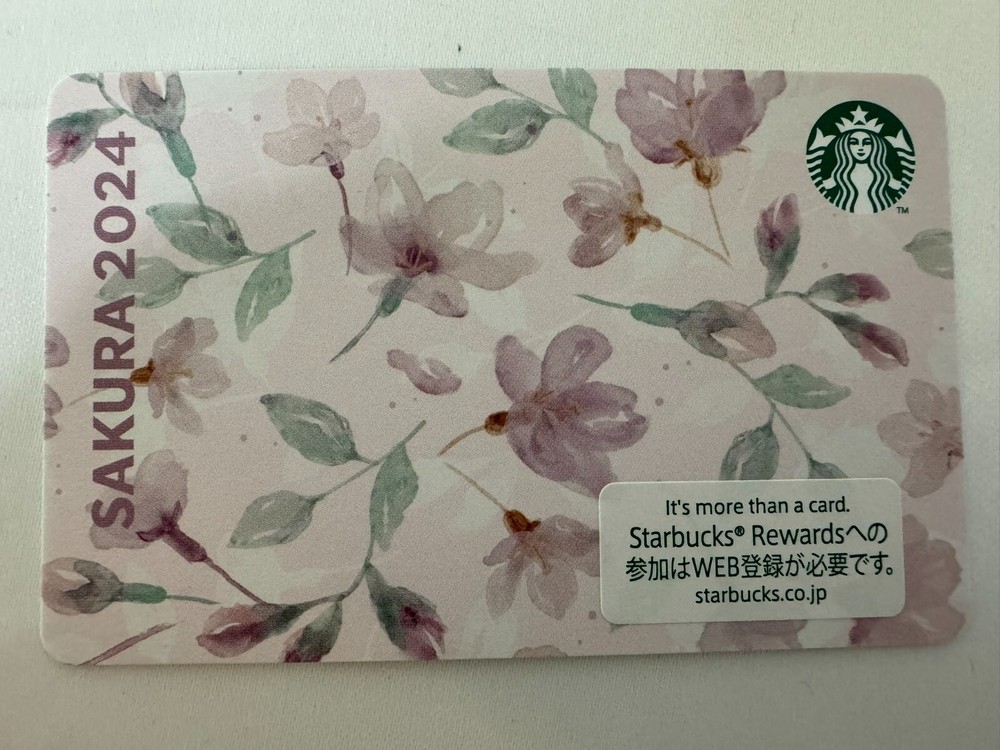 SAKURA 2024
TM
It's more than a card.
Starbucks® Rewardsへの
参加はWEB登録が必要です。
starbucks.co.jp